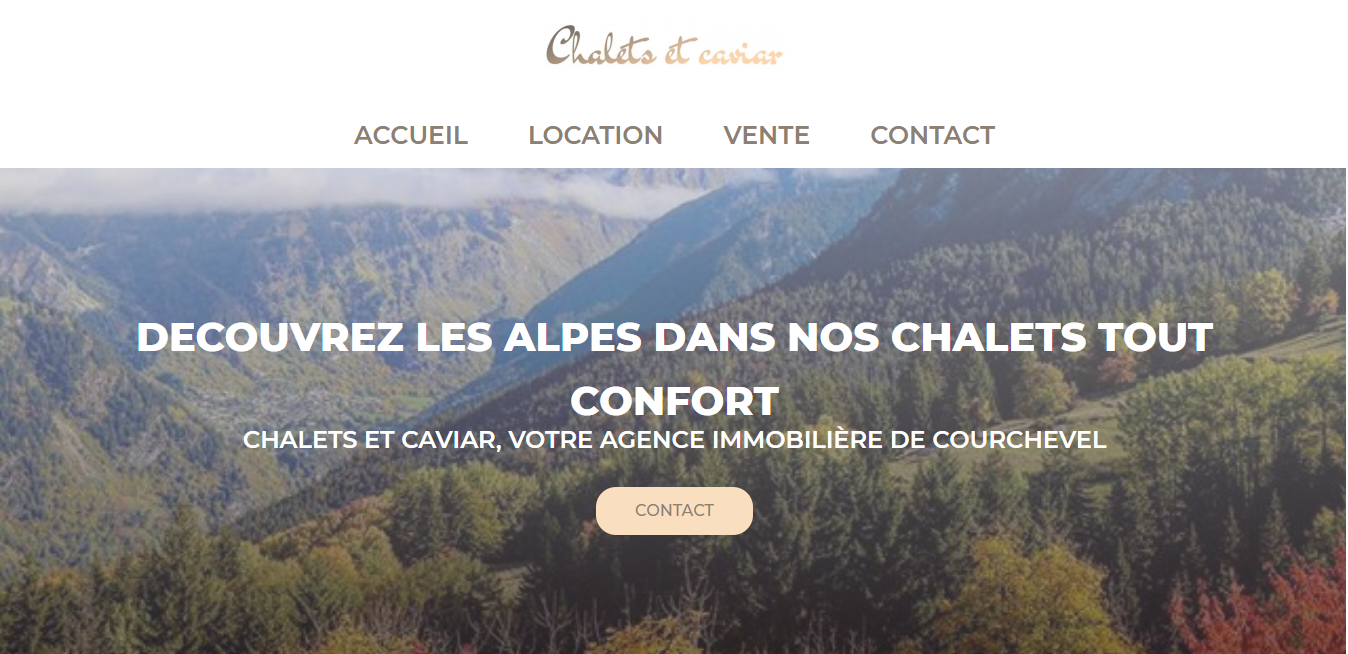 Chalets et caviar
ACCUEIL LOCATION VENTE CONTACT
DECOUVREZ LES ALPES DANS NOS CHALETS TOUT
CONFORT
CHALETS ET CAVIAR, VOTRE AGENCE IMMOBILIÈRE DE COURCHEVEL
CONTACT